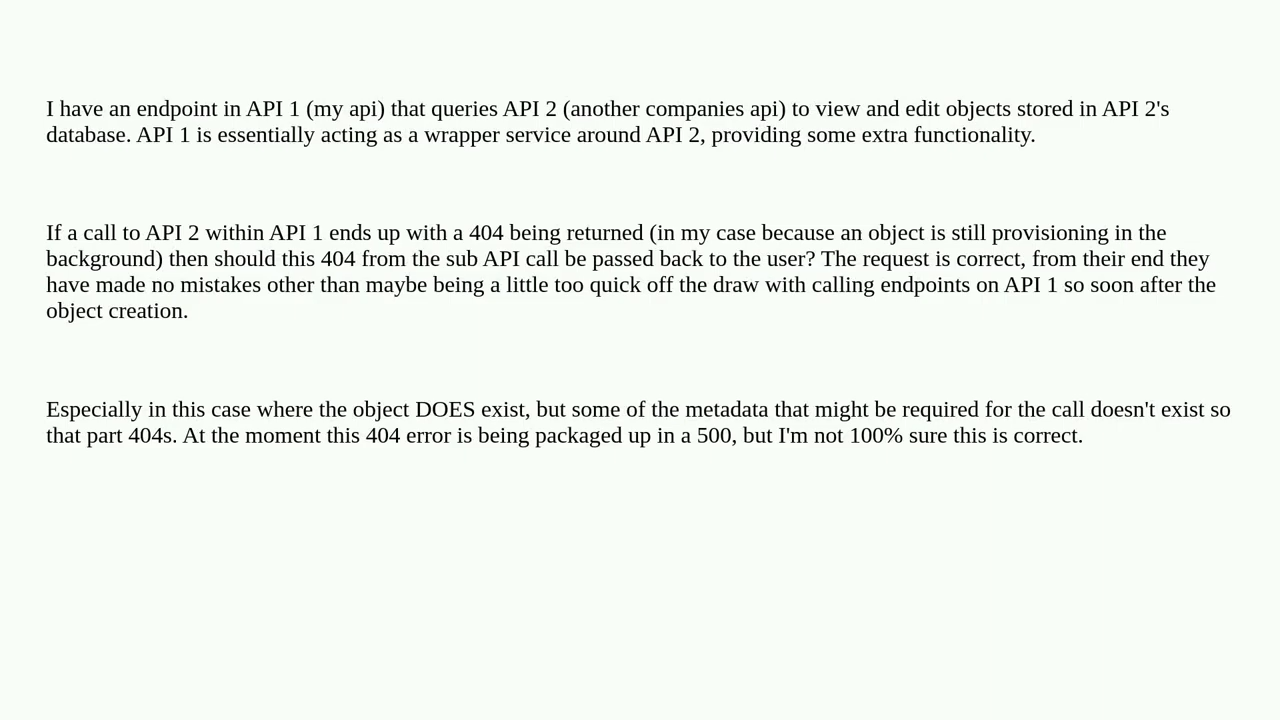 I have an endpoint in API 1 (my api) that queries API 2 (another companies api) to view and edit objects stored in API 2's
database. API 1 is essentially acting as a wrapper service around API 2, providing some extra functionality.
If a call to API 2 within API 1 ends up with a 404 being returned (in my case because an object is still provisioning in the
background) then should this 404 from the sub API call be passed back to the user? The request is correct, from their end they
have made no mistakes other than maybe being a little too quick off the draw with calling endpoints on API 1 so soon after the
object creation.
Especially in this case where the object DOES exist, but some of the metadata that might be required for the call doesn't exist so
that part 404s. At the moment this 404 error is being packaged up in a 500, but I'm not 100% sure this is correct.